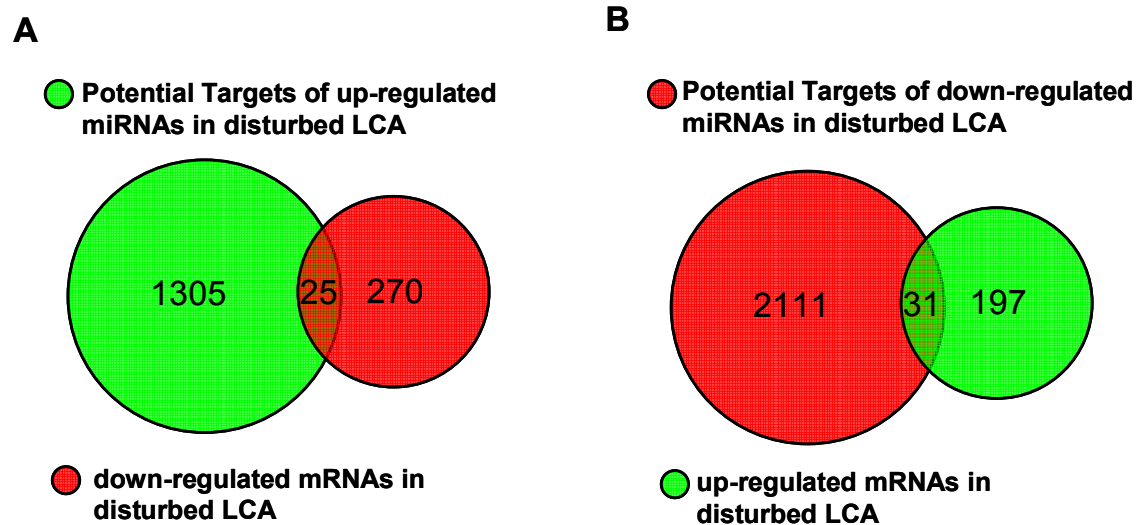 A
Potential Targets of up-regulated
miRNAs in disturbed LCA
1305
25
270
down-regulated mRNAs in
disturbed LCA
B
Potential Targets of down-regulated
miRNAs in disturbed LCA
2111
31
197
up-regulated mRNAs in
disturbed LCA